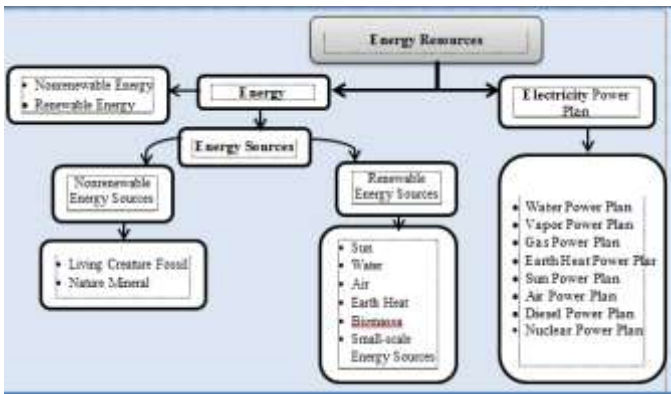 Energy Resources
• Nonrenewable Energy
• Renewable Energy
Energy
Electricity Power
Plan
Energy Sources
Nonrenewable
Energy Sources
Renewable
Energy Sources
• Living Creature Fossil
• Nature Mineral
• Sun
• Water
• Air
• Earth Heat
• Biomassa
• Small-scale
Energy Sources
• Water Power Plan
• Vapor Power Plan
• Gas Power Plan
• Earth Heat Power Plar
• Sun Power Plan
• Air Power Plan
• Diesel Power Plan
• Nuclear Power Plan